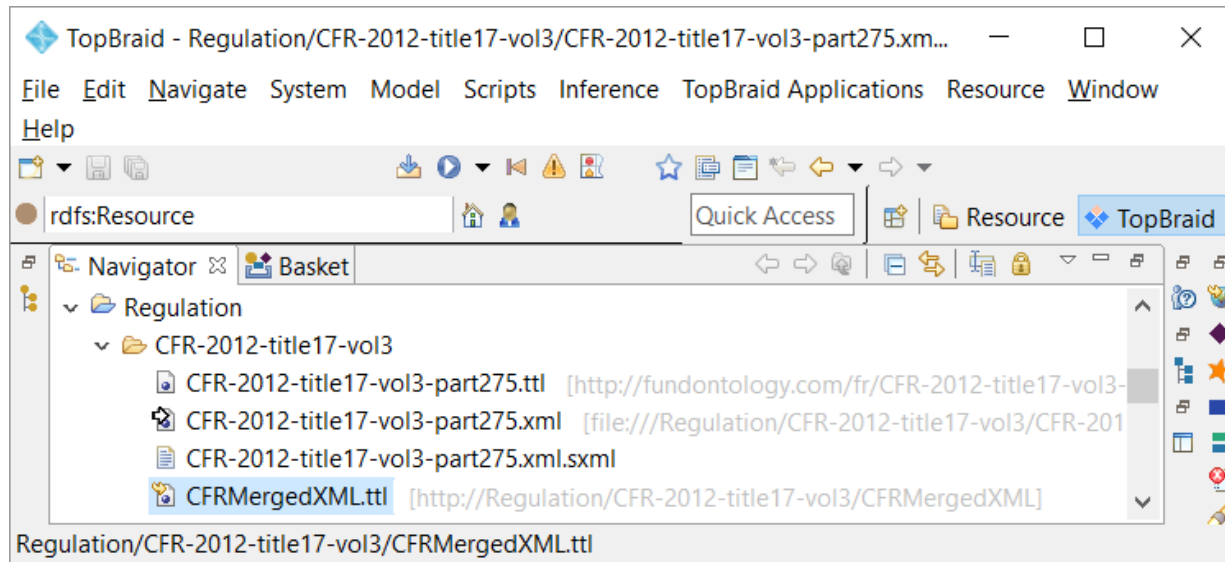 TopBraid - Regulation/CFR-2012-title17-vol3/CFR-2012-title17-vol3-part275.xm...
File Edit Navigate System Model Scripts Inference TopBraid Applications Resource Window
Help
rdfs:Resource Quick Access Resource TopBraid
Navigator Basket
Regulation
CFR-2012-title17-vol3
CFR-2012-title17-vol3-part275.ttl [http://fundontology.com/fr/CFR-2012-title17-vol3-
CFR-2012-title17-vol3-part275.xml [file:///Regulation/CFR-2012-title17-vol3/CFR-201
CFR-2012-title17-vol3-part275.xml.sxml
CFRMergedXML.ttl [http://Regulation/CFR-2012-title17-vol3/CFRMergedXML]
Regulation/CFR-2012-title17-vol3/CFRMergedXML.ttl